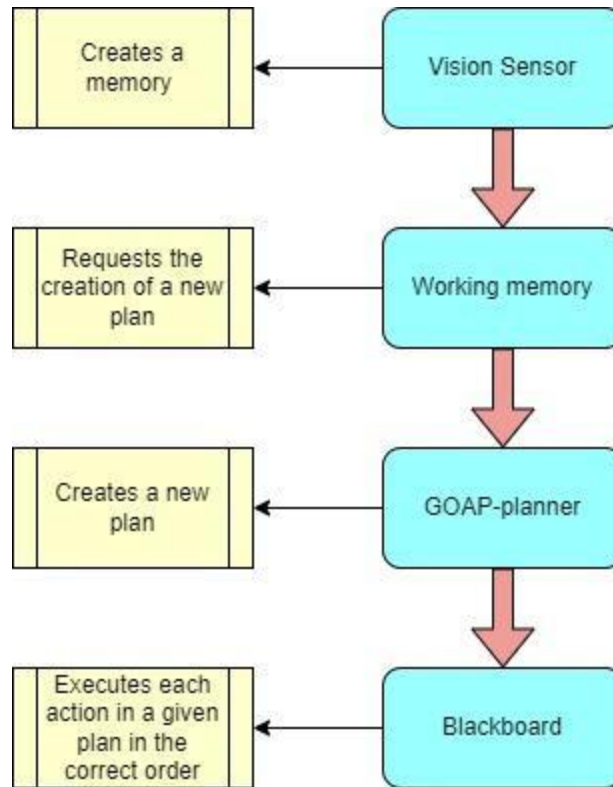 Creates a
memory
Vision Sensor
Requests the
creation of a new
plan
Working memory
Creates a new
plan
GOAP-planner
Executes each
action in a given
plan in the
correct order
Blackboard